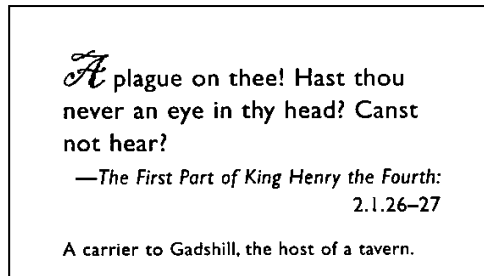 A plague on thee! Hast thou
never an eye in thy head? Canst
not hear?
—The First Part of King Henry the Fourth:
2.1.26–27
A carrier to Gadshill, the host of a tavern.